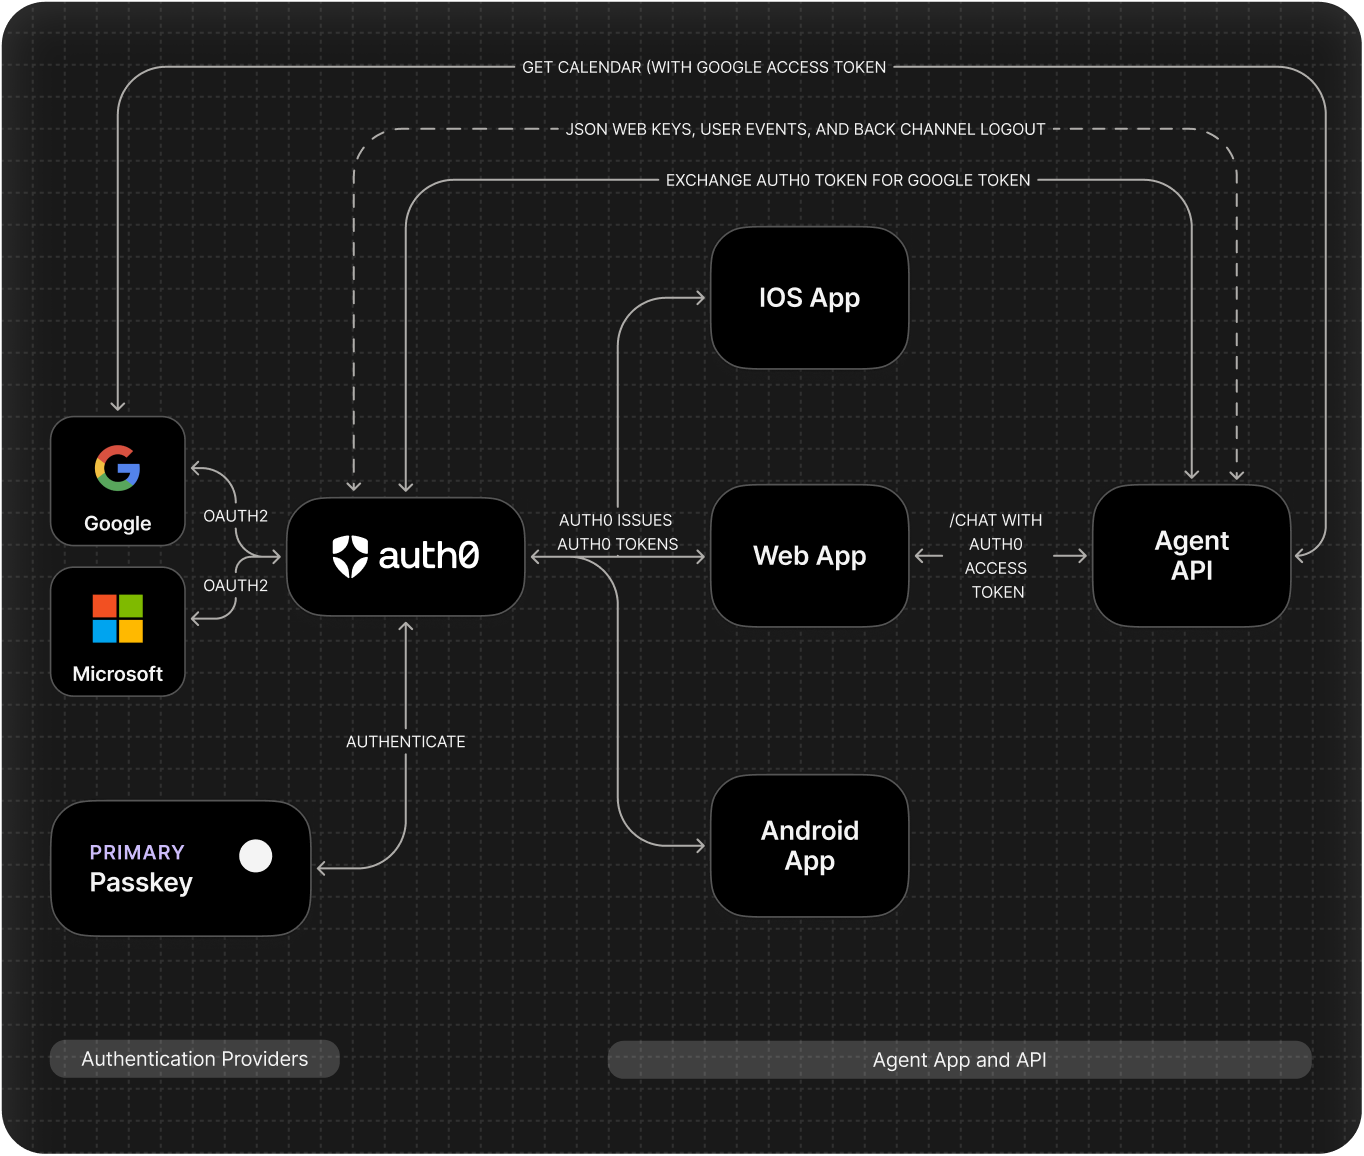 GET CALENDAR (WITH GOOGLE ACCESS TOKEN
JSON WEB KEYS, USER EVENTS, AND BACK CHANNEL LOGOUT
EXCHANGE AUTH0 TOKEN FOR GOOGLE TOKEN
IOS App
Google
OAUTH2
OAUTH2
Microsoft
auth0
AUTH0 ISSUES
AUTH0 TOKENS
Web App
/CHAT WITH
AUTH0
ACCESS
TOKEN
Agent
API
AUTHENTICATE
PRIMARY
Passkey
Android
App
Authentication Providers
Agent App and API